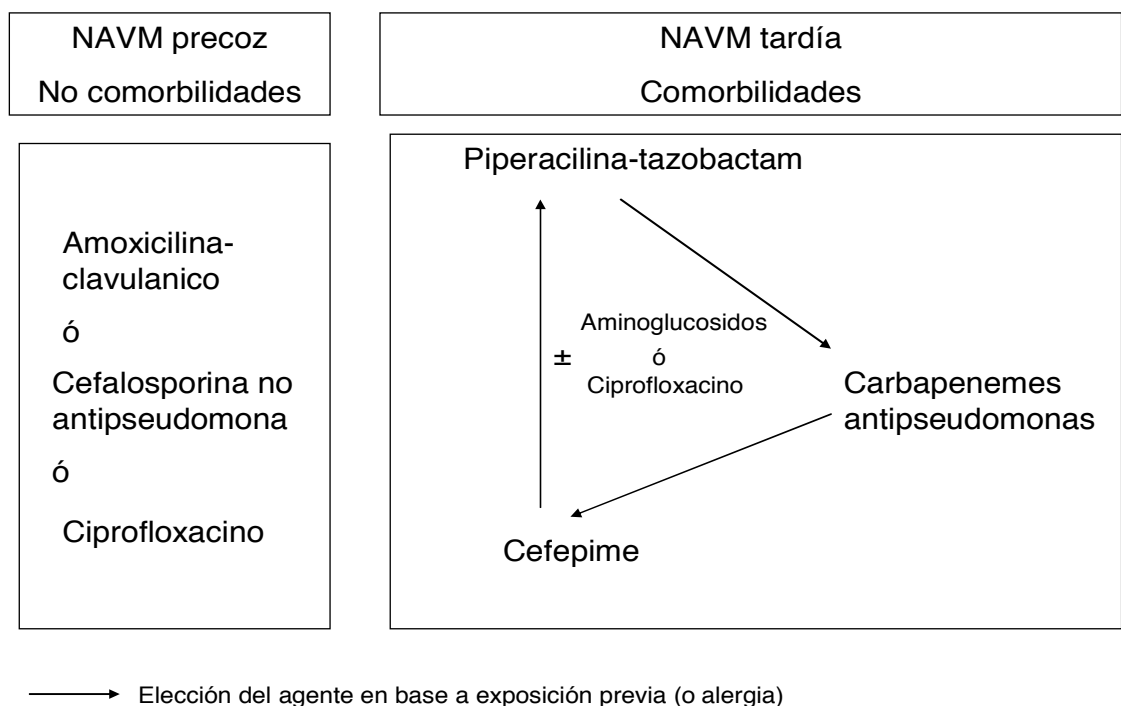 NAVM precoz
No comorbilidades
NAVM tardía
Comorbilidades
Amoxicilina-
clavulanico
ó
Cefalosporina no
antipseudomona
ó
Ciprofloxacino
Piperacilina-tazobactam
Aminoglucosidos
± ó
Ciprofloxacino
Carbapenemes
antipseudomonas
Cefepime
Elección del agente en base a exposición previa (o alergia)